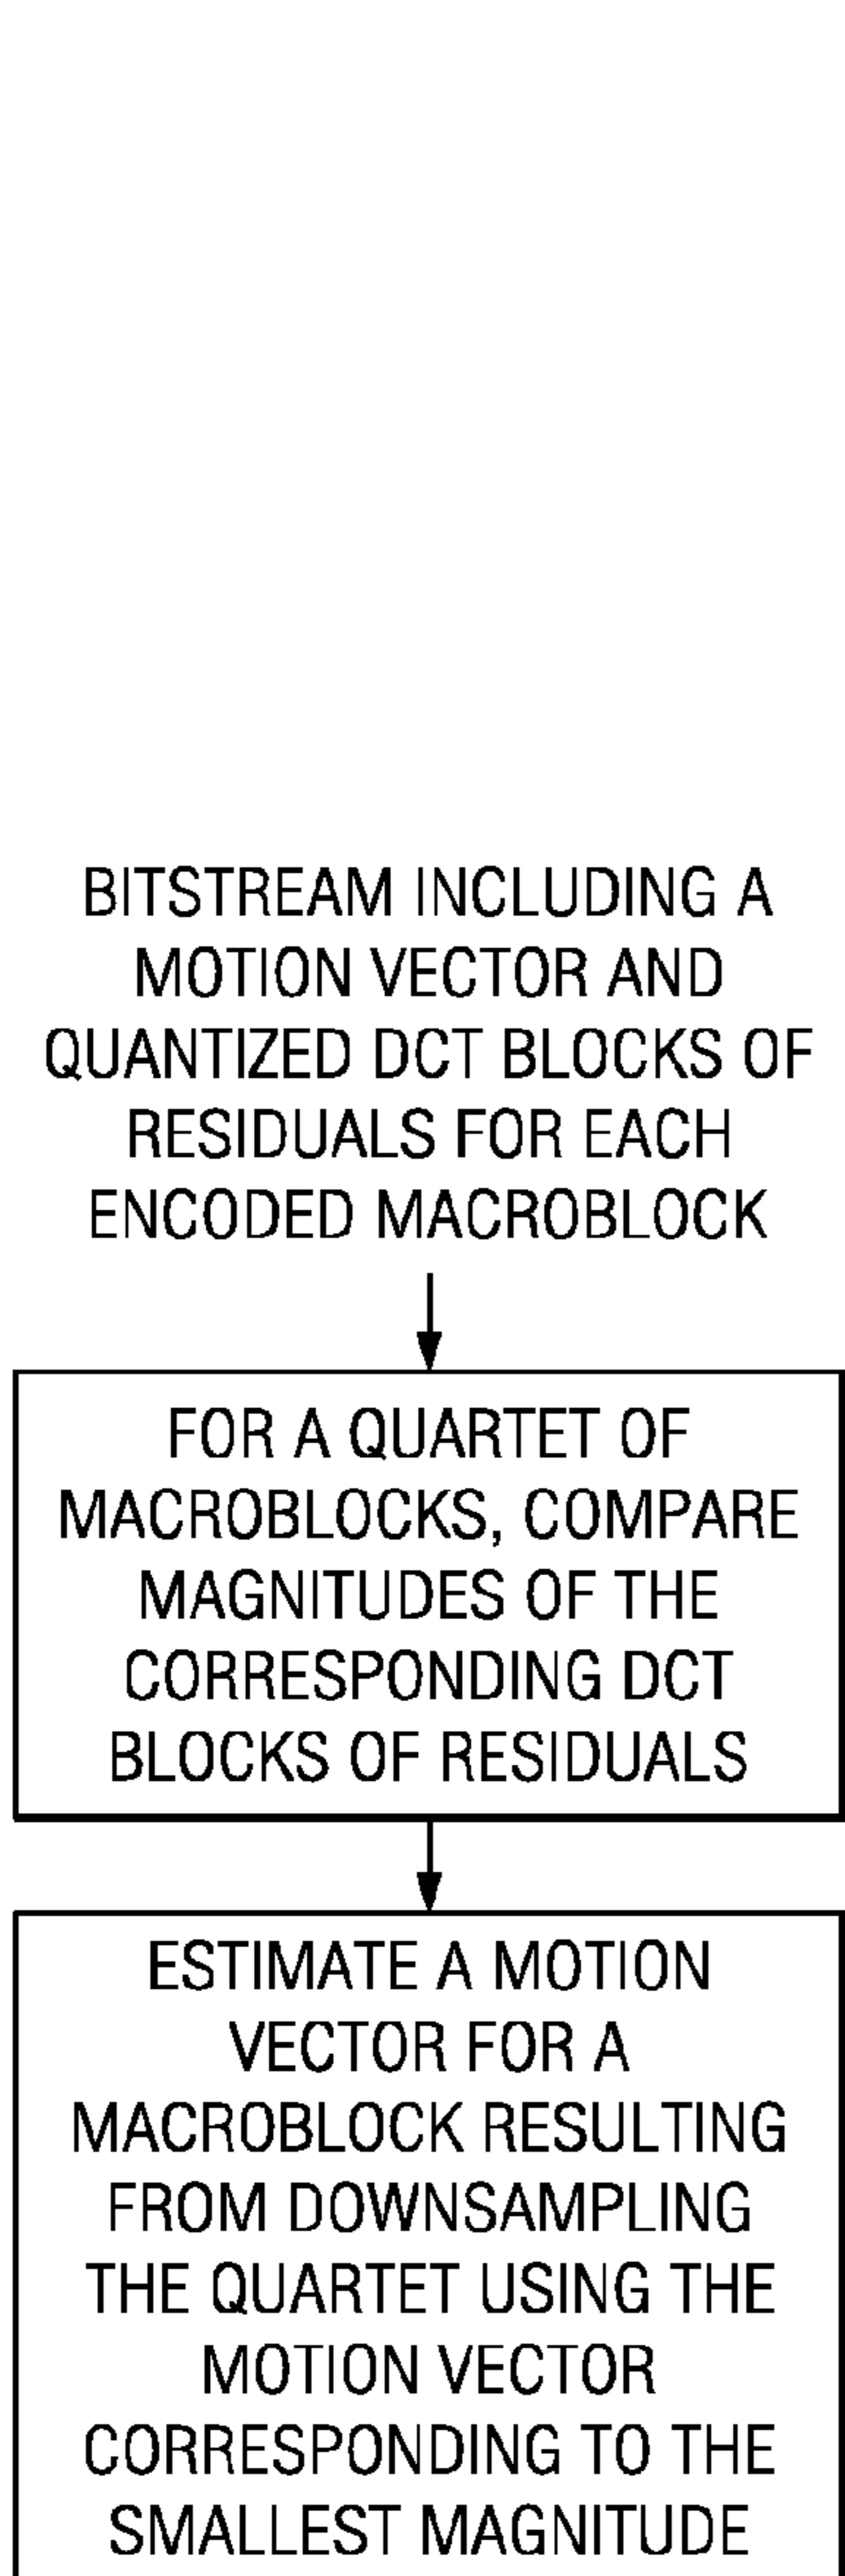 BITSTREAM INCLUDING A
MOTION VECTOR AND
QUANTIZED DCT BLOCKS OF
RESIDUALS FOR EACH
ENCODED MACROBLOCK
FOR A QUARTET OF
MACROBLOCKS, COMPARE
MAGNITUDES OF THE
CORRESPONDING DCT
BLOCKS OF RESIDUALS
ESTIMATE A MOTION
VECTOR FOR A
MACROBLOCK RESULTING
FROM DOWNSAMPLING
THE QUARTET USING THE
MOTION VECTOR
CORRESPONDING TO THE
SMALLEST MAGNITUDE